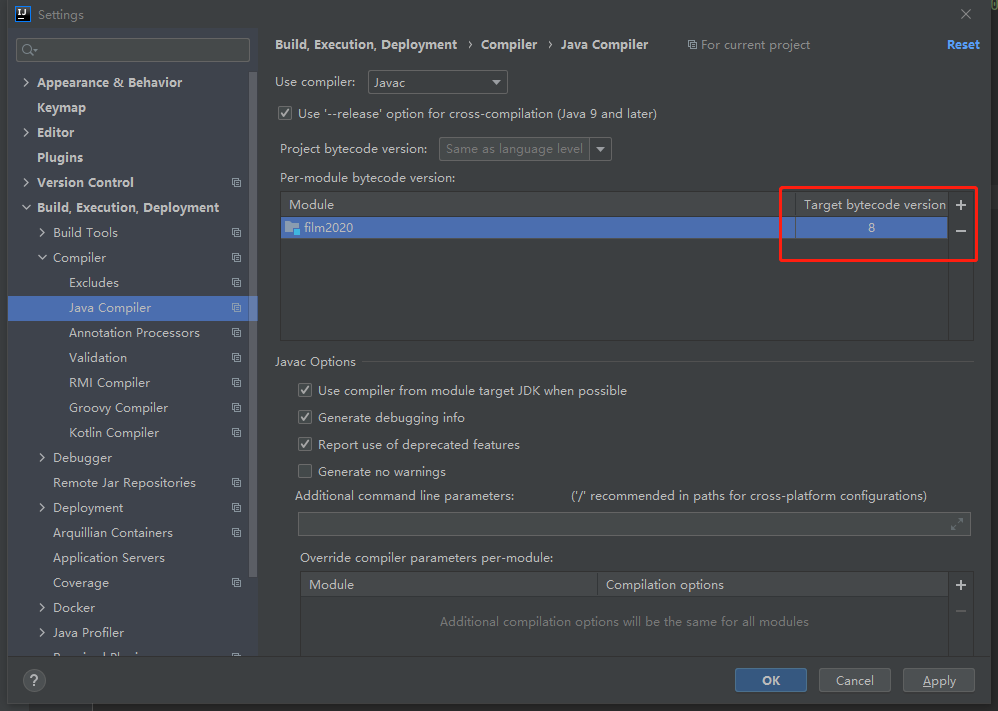 Settings
Build, Execution, Deployment › Compiler › Java Compiler For current project Reset
Appearance & Behavior
Keymap
Editor
Plugins
Version Control
Build, Execution, Deployment
Build Tools
Compiler
Excludes
Java Compiler
Annotation Processors
Validation
RMI Compiler
Groovy Compiler
Kotlin Compiler
Debugger
Remote Jar Repositories
Deployment
Arquillian Containers
Application Servers
Coverage
Docker
Java Profiler
Use compiler: Javac
Use '--release' option for cross-compilation (Java 9 and later)
Project bytecode version: Same as language level
Per-module bytecode version:
Module Target bytecode version
film2020 8
Javac Options
Use compiler from module target JDK when possible
Generate debugging info
Report use of deprecated features
Generate no warnings
Additional command line parameters: ('/' recommended in paths for cross-platform configurations)
Override compiler parameters per-module:
Module Compilation options
Additional compilation options will be the same for all modules
? OK Cancel Apply